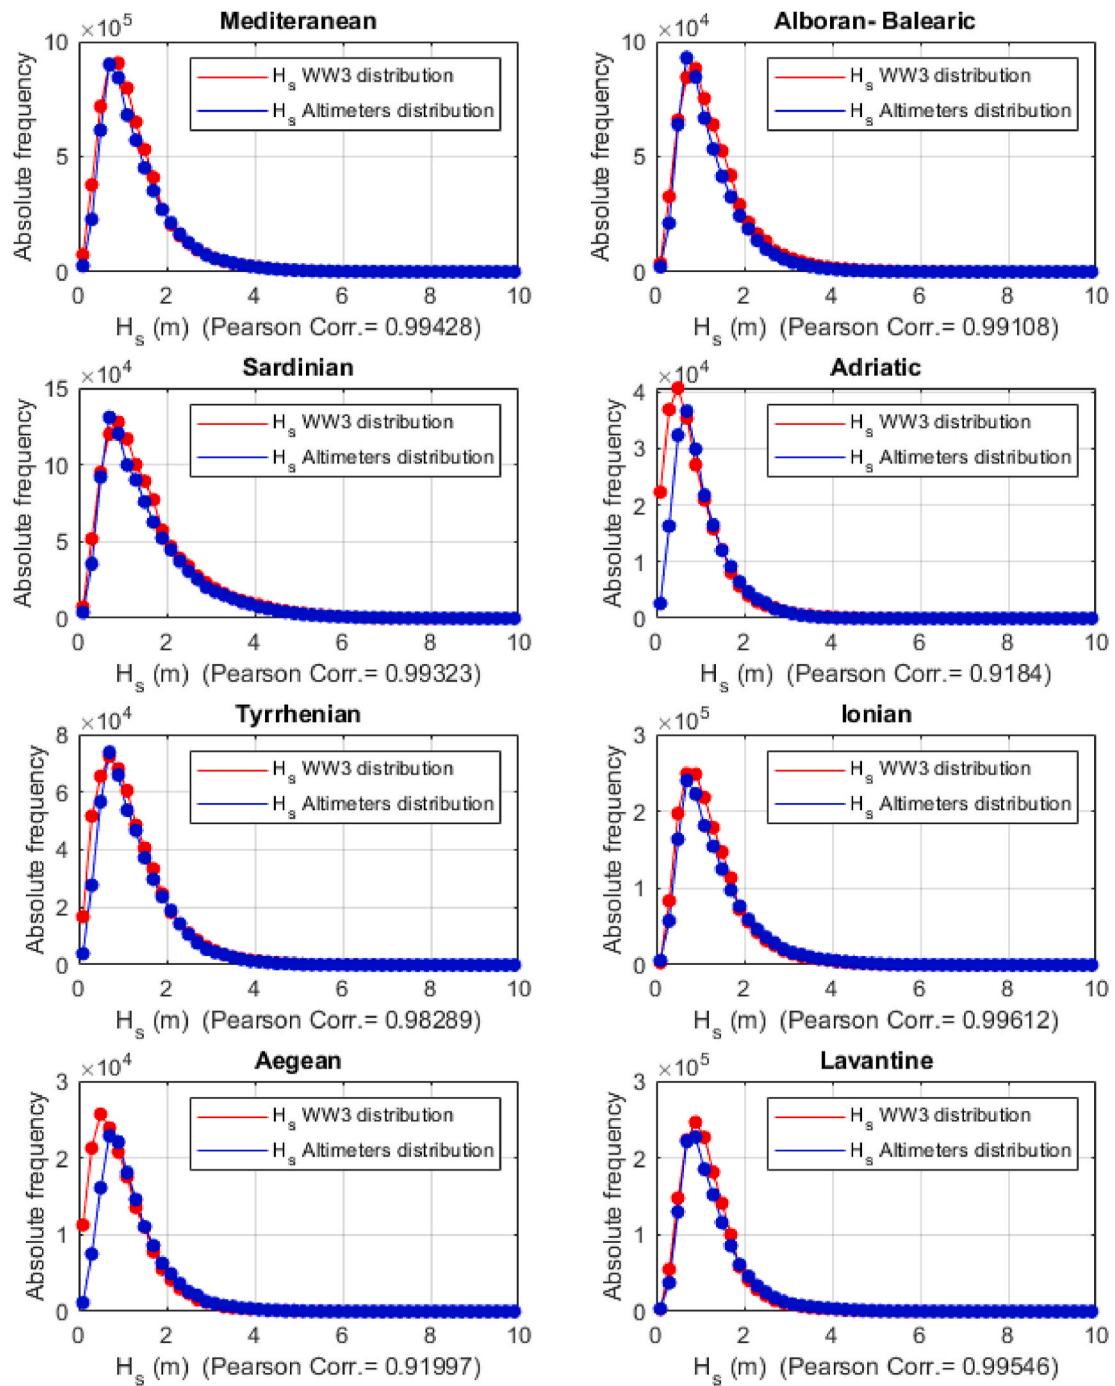 Mediteranean
×10^5
Absolute frequency
10
5
0
H_s WW3 distribution
H_s Altimeters distribution
0 2 4 6 8 10
H_s (m) (Pearson Corr.= 0.99428)
Alboran- Balearic
×10^4
Absolute frequency
10
5
0
H_s WW3 distribution
H_s Altimeters distribution
0 2 4 6 8 10
H_s (m) (Pearson Corr.= 0.99108)
Sardinian
×10^4
Absolute frequency
15
10
5
0
H_s WW3 distribution
H_s Altimeters distribution
0 2 4 6 8 10
H_s (m) (Pearson Corr.= 0.99323)
Adriatic
×10^4
Absolute frequency
4
3
2
1
0
H_s WW3 distribution
H_s Altimeters distribution
0 2 4 6 8 10
H_s (m) (Pearson Corr.= 0.9184)
Tyrrhenian
×10^4
Absolute frequency
8
6
4
2
0
H_s WW3 distribution
H_s Altimeters distribution
0 2 4 6 8 10
H_s (m) (Pearson Corr.= 0.98289)
Ionian
×10^5
Absolute frequency
3
2
1
0
H_s WW3 distribution
H_s Altimeters distribution
0 2 4 6 8 10
H_s (m) (Pearson Corr.= 0.99612)
Aegean
×10^4
Absolute frequency
3
2
1
0
H_s WW3 distribution
H_s Altimeters distribution
0 2 4 6 8 10
H_s (m) (Pearson Corr.= 0.91997)
Lavantine
×10^5
Absolute frequency
3
2
1
0
H_s WW3 distribution
H_s Altimeters distribution
0 2 4 6 8 10
H_s (m) (Pearson Corr.= 0.99546)